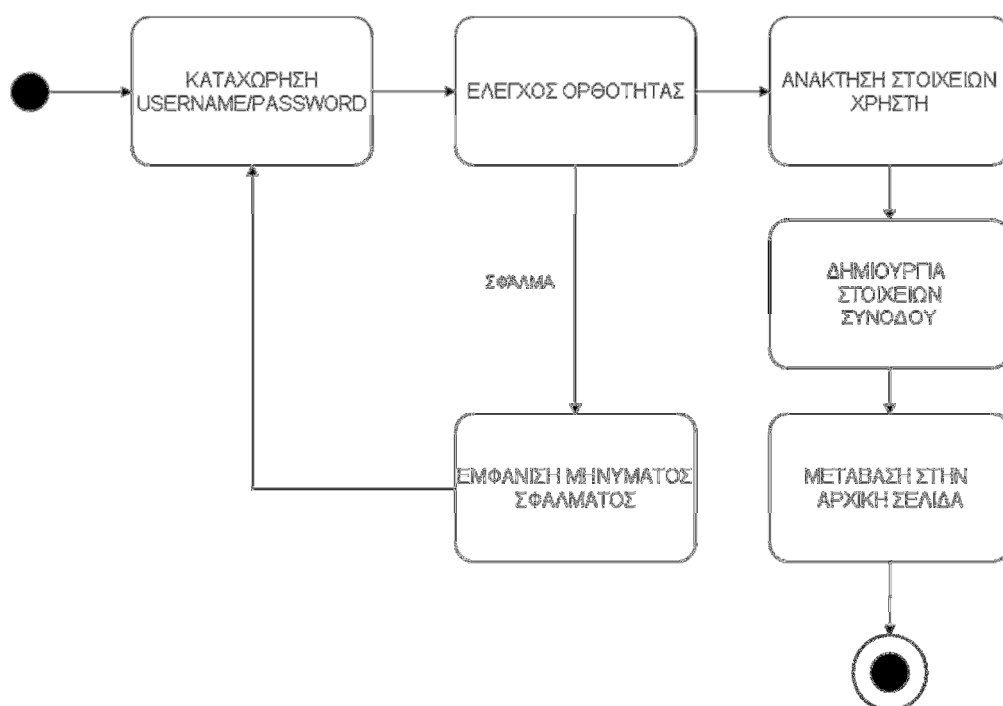 ΚΑΤΑΧΩΡΗΣΗ
USERNAME/PASSWORD
ΕΛΕΓΧΟΣ ΟΡΘΟΤΗΤΑΣ
ΑΝΑΚΤΗΣΗ ΣΤΟΙΧΕΙΩΝ
ΧΡΗΣΤΗ
ΣΦΑΛΜΑ
ΔΗΜΙΟΥΡΓΙΑ
ΣΤΟΙΧΕΙΩΝ
ΣΥΝΟΔΟΥ
ΕΜΦΑΝΙΣΗ ΜΗΝΥΜΑΤΟΣ
ΣΦΑΛΜΑΤΟΣ
ΜΕΤΑΒΑΣΗ ΣΤΗΝ
ΑΡΧΙΚΗ ΣΕΛΙΔΑ